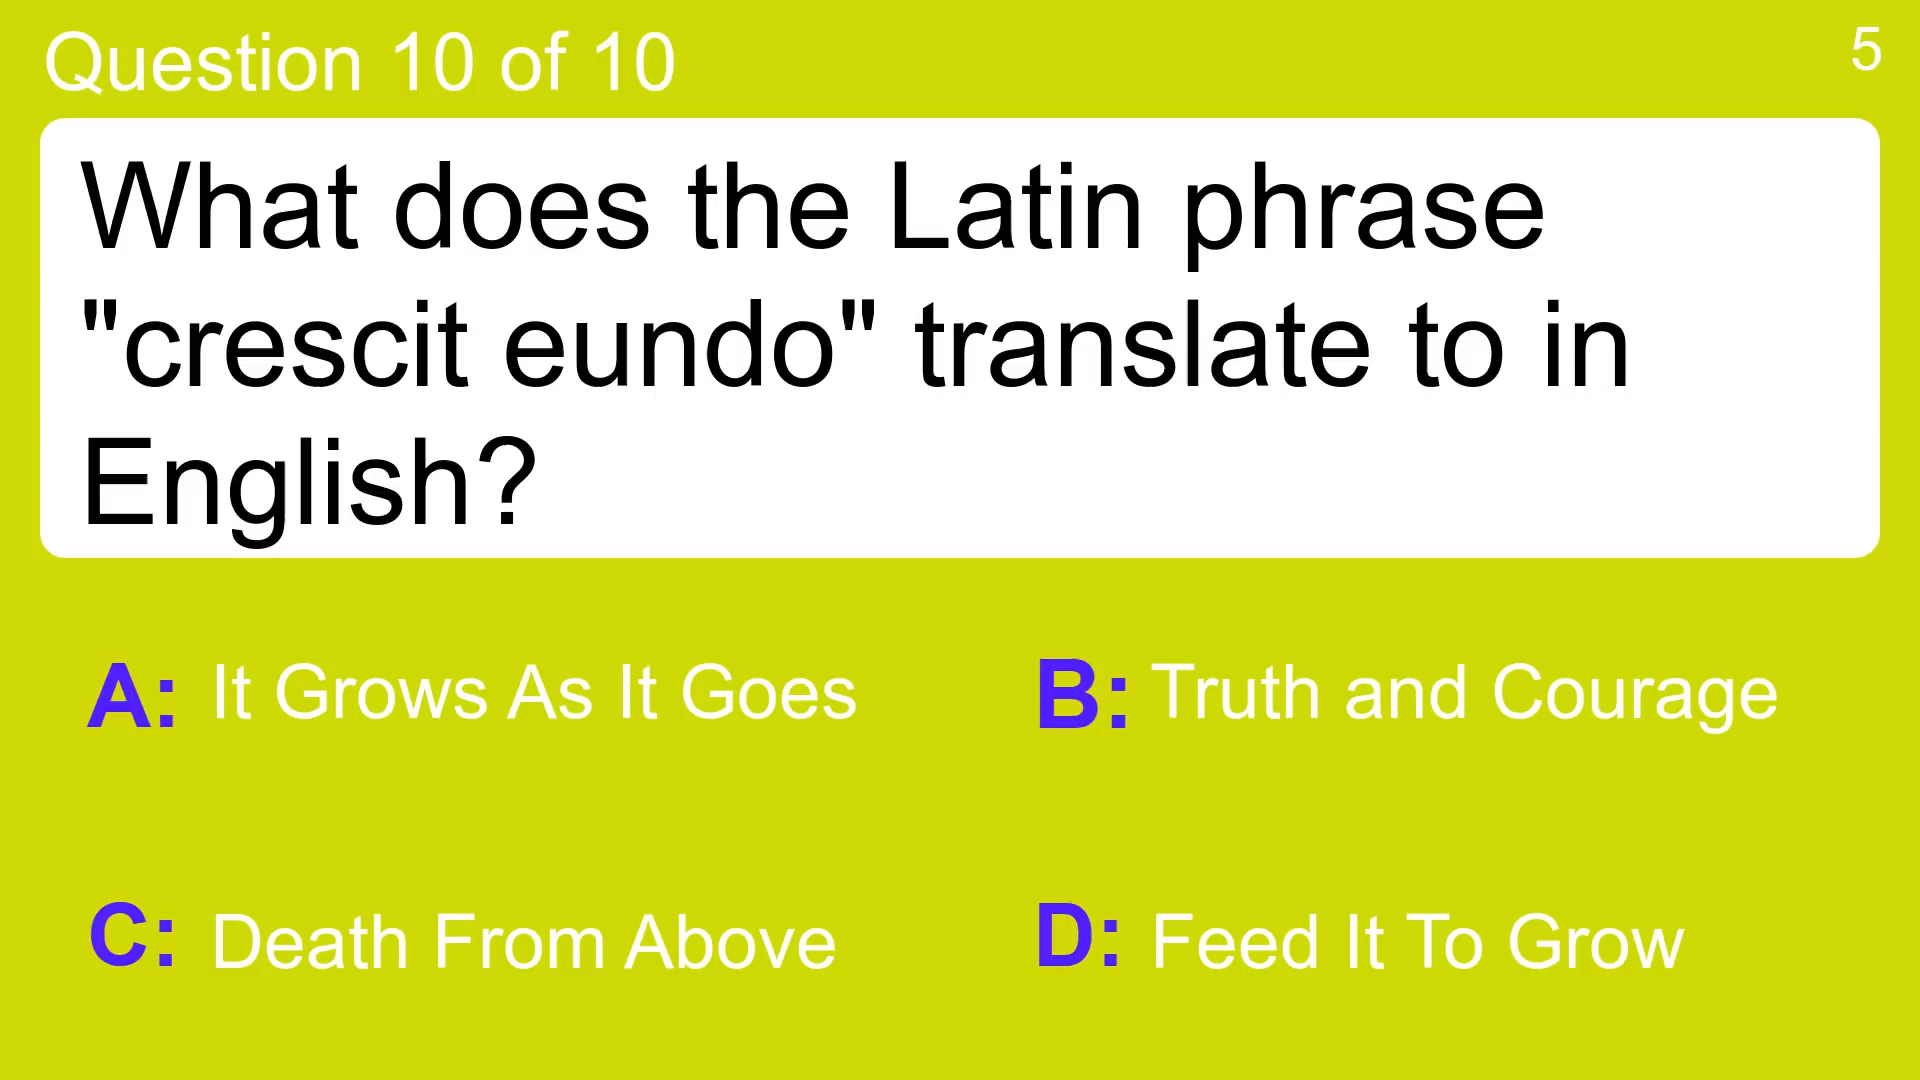 Question 10 of 10
5
What does the Latin phrase
"crescit eundo" translate to in
English?
A: It Grows As It Goes
B: Truth and Courage
C: Death From Above
D: Feed It To Grow